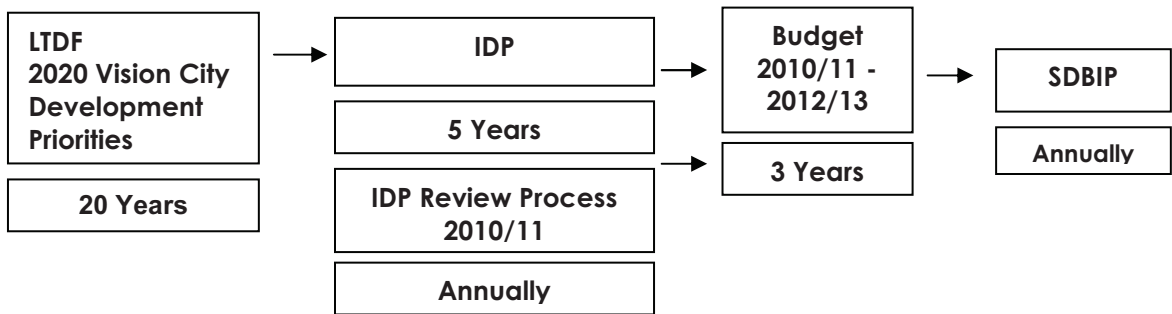 LTDF
2020 Vision City
Development
Priorities
20 Years
IDP
5 Years
IDP Review Process
2010/11
Annually
Budget
2010/11 -
2012/13
3 Years
SDBIP
Annually